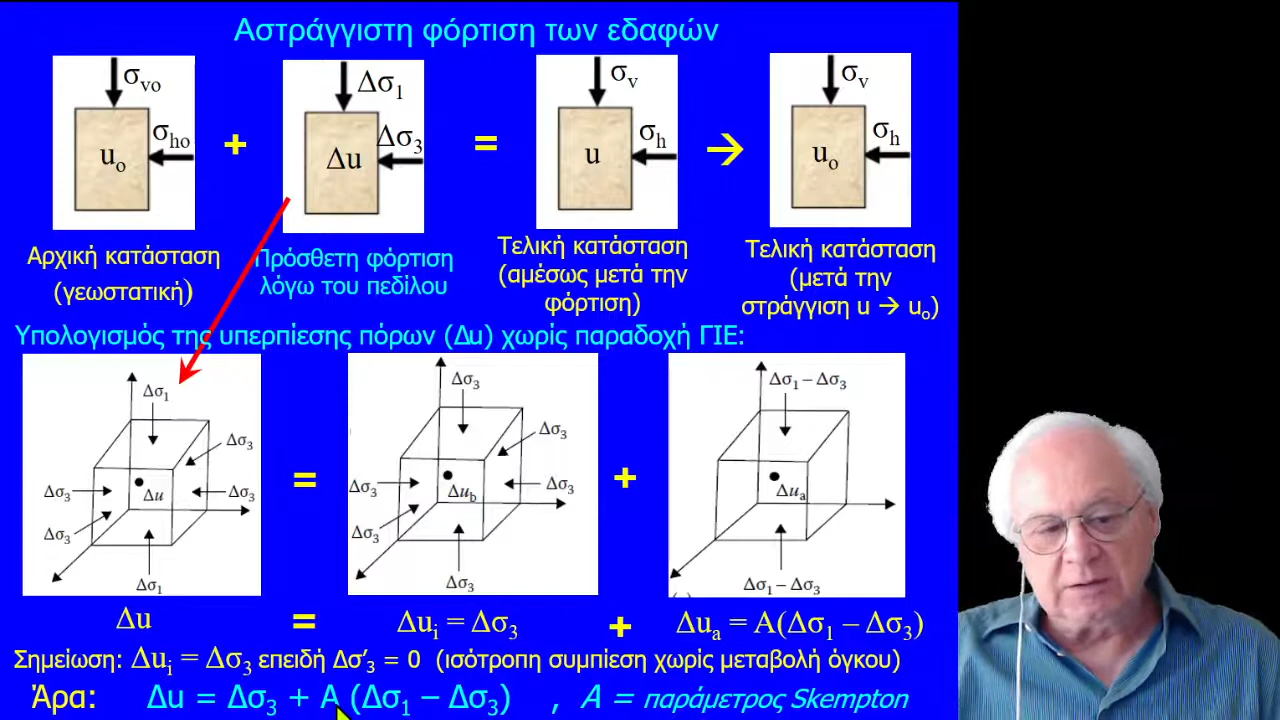 Αστράγγιστη φόρτιση των εδαφών
σvo
σho
uo
+
Δσ1
Δσ3
Δu
=
σv
σh
u
→
σv
σh
uo
Αρχική κατάσταση
(γεωστατική)
Πρόσθετη φόρτιση
λόγω του πεδίλου
Τελική κατάσταση
(αμέσως μετά την
φόρτιση)
Τελική κατάσταση
(μετά την
στράγγιση u → uo)
Υπολογισμός της υπερπίεσης πόρων (Δu) χωρίς παραδοχή ΓΙΕ:
Δσ1
Δσ3
Δσ3
Δu
Δσ3
Δσ3
Δσ1
=
Δσ3
Δσ3
Δσ3
Δub
Δσ3
Δσ3
Δσ3
+
Δσ1 – Δσ3
Δua
Δσ1 – Δσ3
Δu = Δui = Δσ3 + Δua = A(Δσ1 – Δσ3)
Σημείωση: Δui = Δσ3 επειδή Δσ′3 = 0 (ισότροπη συμπίεση χωρίς μεταβολή όγκου)
Άρα: Δu = Δσ3 + A (Δσ1 – Δσ3) , A = παράμετρος Skempton